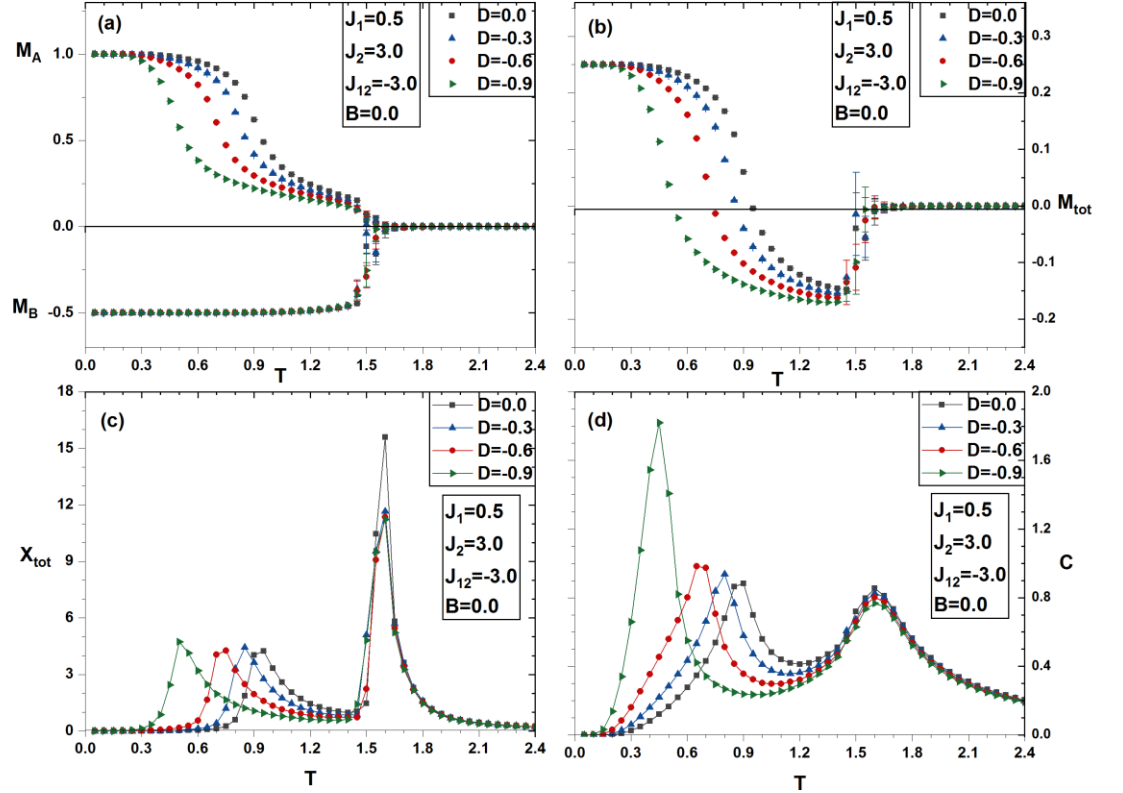 (a)
J1=0.5
J2=3.0
J12=-3.0
B=0.0
D=0.0
D=-0.3
D=-0.6
D=-0.9
MA
MB
1.0
0.5
0.0
-0.5
0.0 0.3 0.6 0.9 1.2 1.5 1.8 2.1 2.4
T
(b)
J1=0.5
J2=3.0
J12=-3.0
B=0.0
D=0.0
D=-0.3
D=-0.6
D=-0.9
0.3
0.2
0.1
0.0
-0.1
-0.2
Mtot
0.0 0.3 0.6 0.9 1.2 1.5 1.8 2.1 2.4
T
(c)
D=0.0
D=-0.3
D=-0.6
D=-0.9
J1=0.5
J2=3.0
J12=-3.0
B=0.0
Xtot
18
15
12
9
6
3
0
0.0 0.3 0.6 0.9 1.2 1.5 1.8 2.1 2.4
T
(d)
D=0.0
D=-0.3
D=-0.6
D=-0.9
J1=0.5
J2=3.0
J12=-3.0
B=0.0
2.0
1.6
1.2
0.8
0.4
0.0
C
0.0 0.3 0.6 0.9 1.2 1.5 1.8 2.1 2.4
T